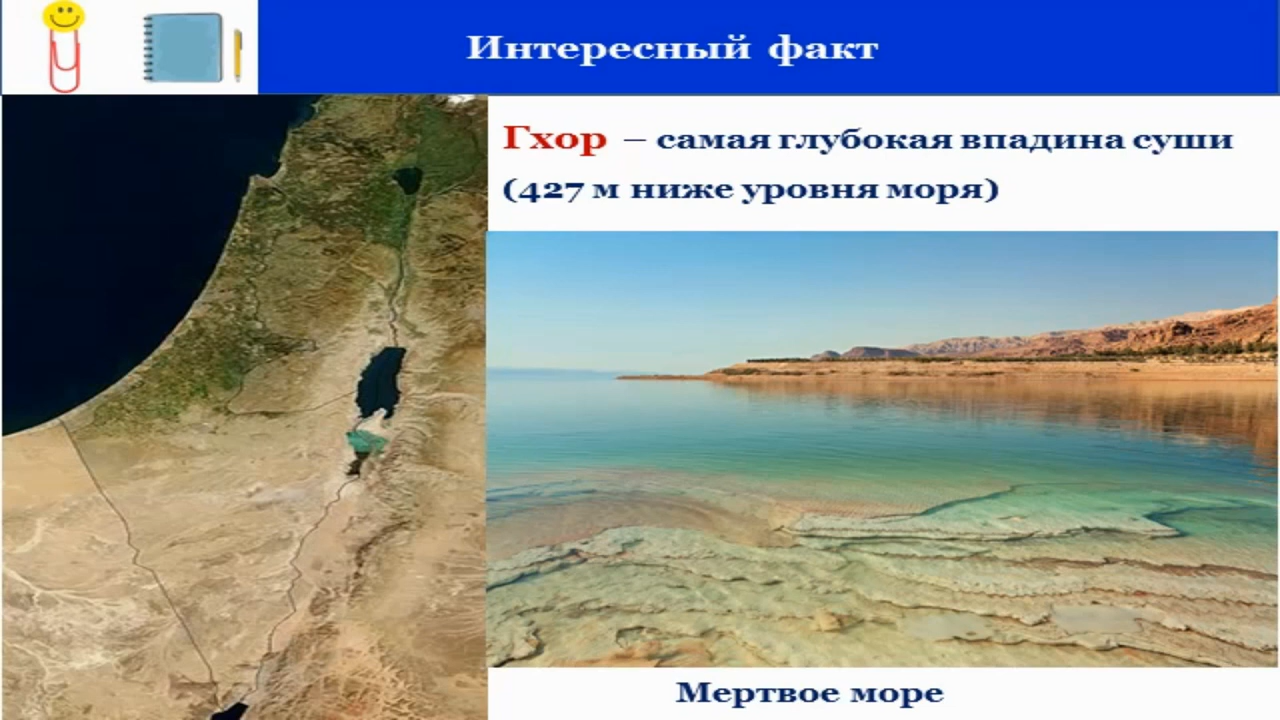 Интересный факт
Гхор – самая глубокая впадина суши
(427 м ниже уровня моря)
Мертвое море